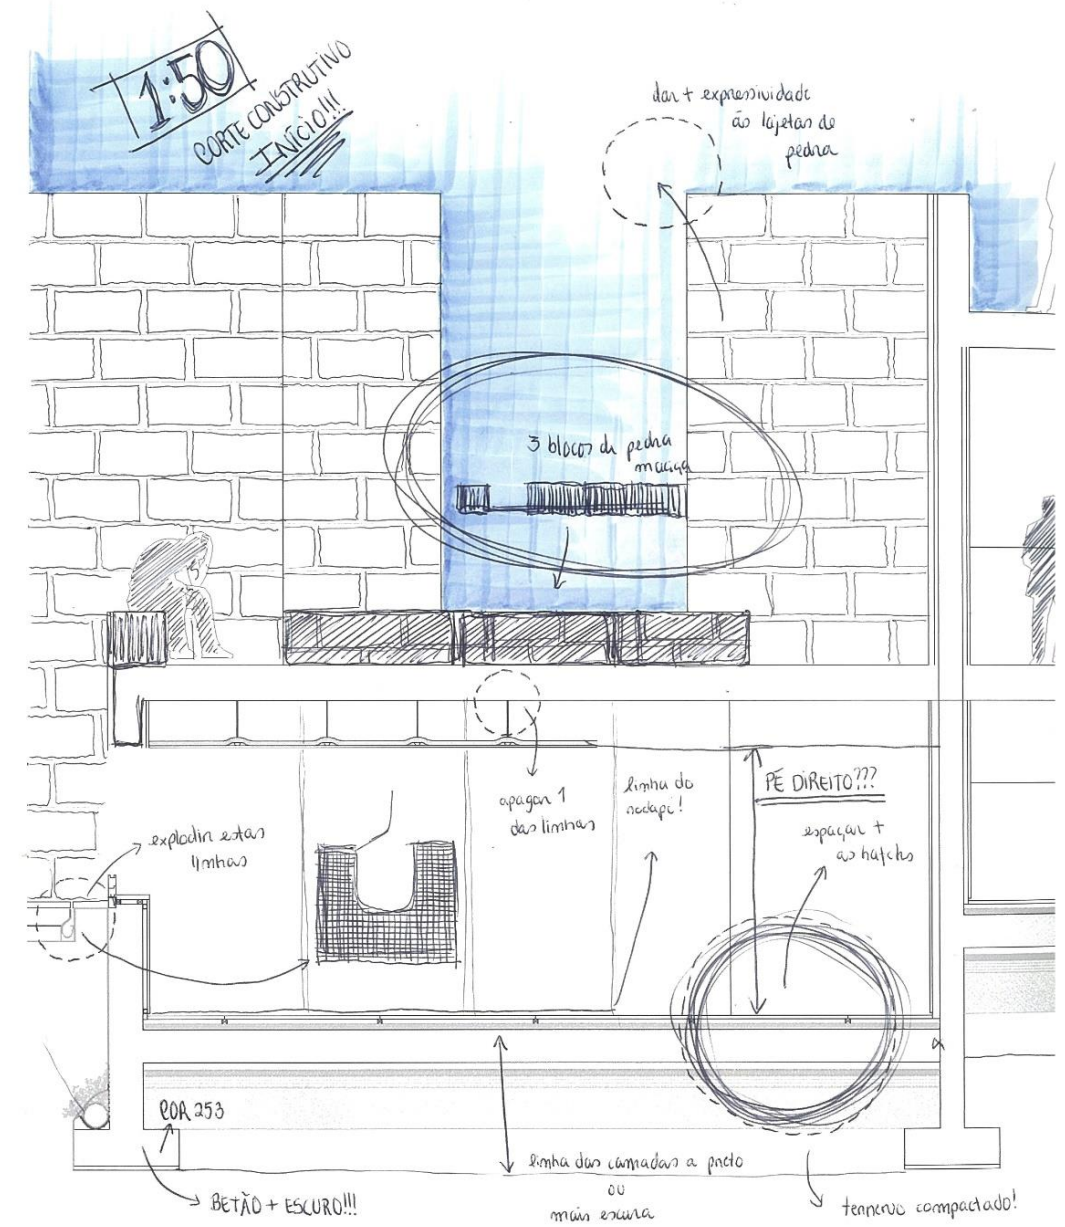 1:50
CORTE CONSTRUTIVO
INÍCIO!!!
dar + expressividade
às lajetas de
pedra
3 blocos de pedra
maciça
apagar 1
das linhas
linha do
rodapé!
PÉ DIREITO???
espaçar +
as hatchs
explodir estas
linhas
COR 253
BETÃO + ESCURO!!!
linha das camadas a preto
ou
mais escura
terreno compactado!